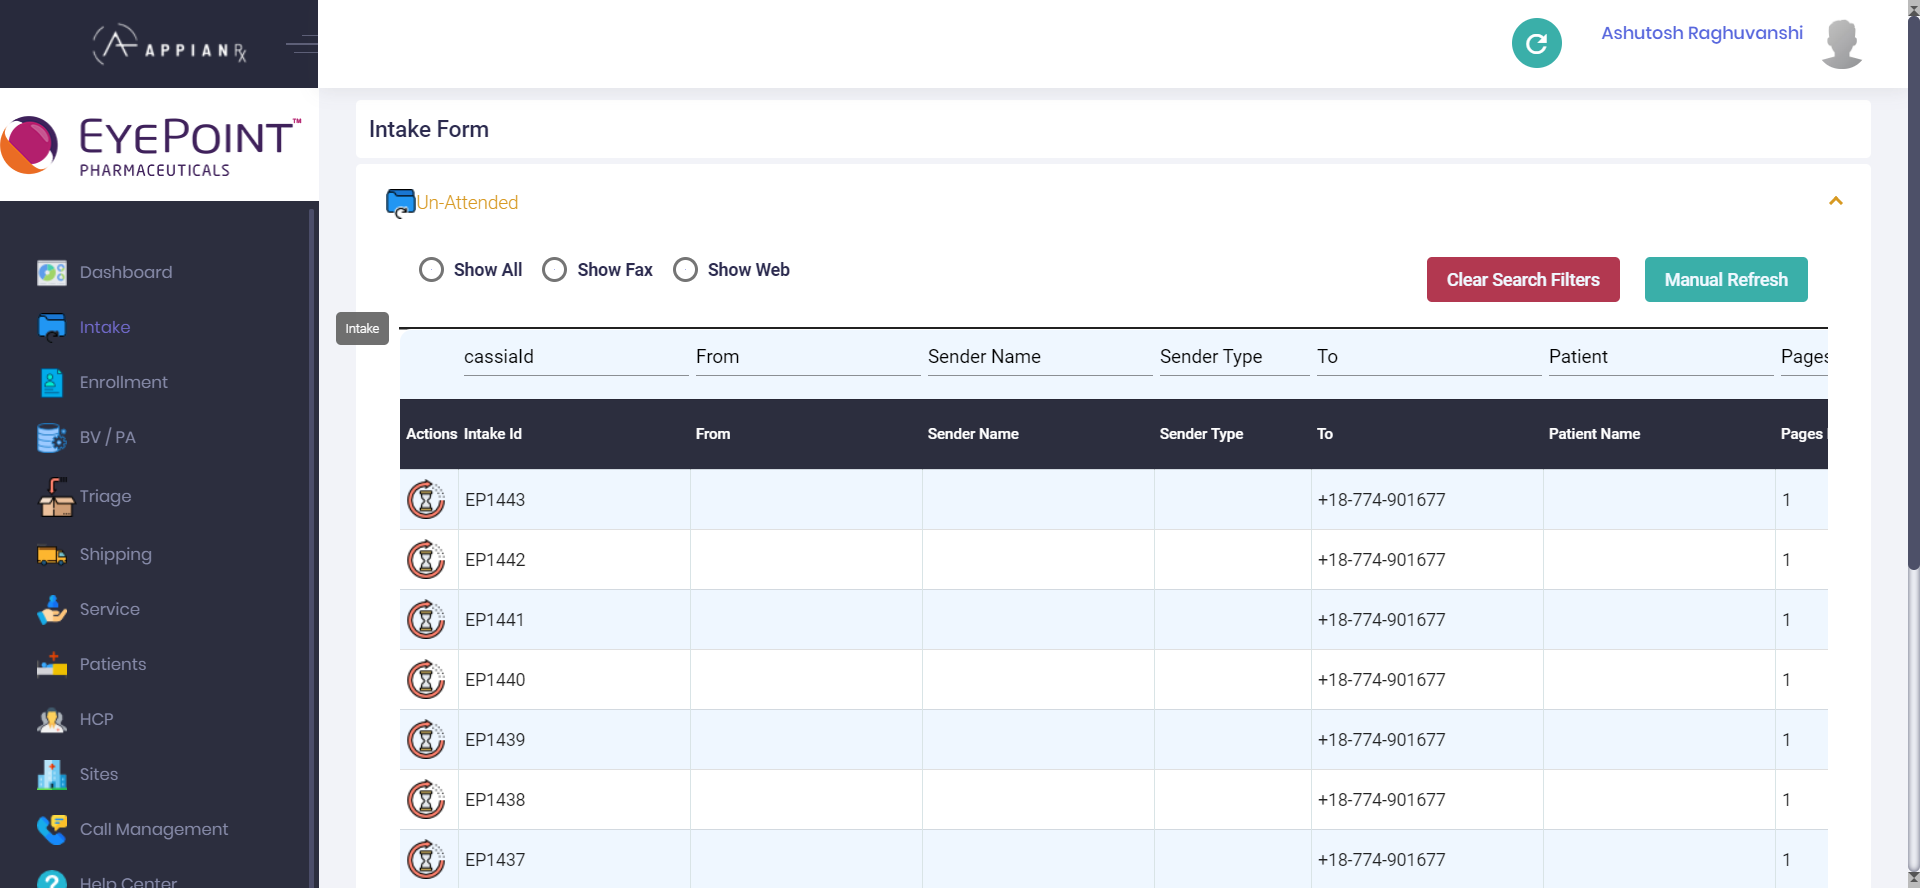 APPIANRx
EYEPOINT™
PHARMACEUTICALS
Dashboard
Intake
Enrollment
BV / PA
Triage
Shipping
Service
Patients
HCP
Sites
Call Management
Help Center
Intake
Ashutosh Raghuvanshi
Intake Form
Un-Attended
Show All Show Fax Show Web
Clear Search Filters Manual Refresh
cassiaId From Sender Name Sender Type To Patient Pages
Actions Intake Id From Sender Name Sender Type To Patient Name Pages
EP1443 +18-774-901677 1
EP1442 +18-774-901677 1
EP1441 +18-774-901677 1
EP1440 +18-774-901677 1
EP1439 +18-774-901677 1
EP1438 +18-774-901677 1
EP1437 +18-774-901677 1